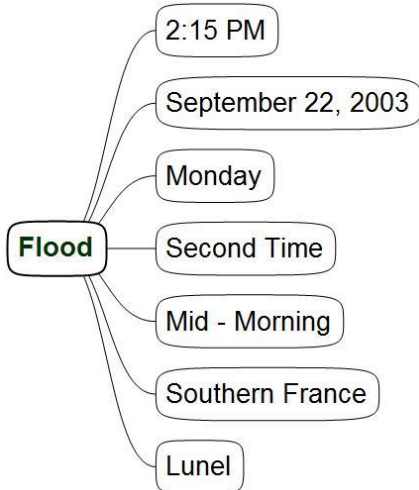 2:15 PM
September 22, 2003
Monday
Flood
Second Time
Mid - Morning
Southern France
Lunel